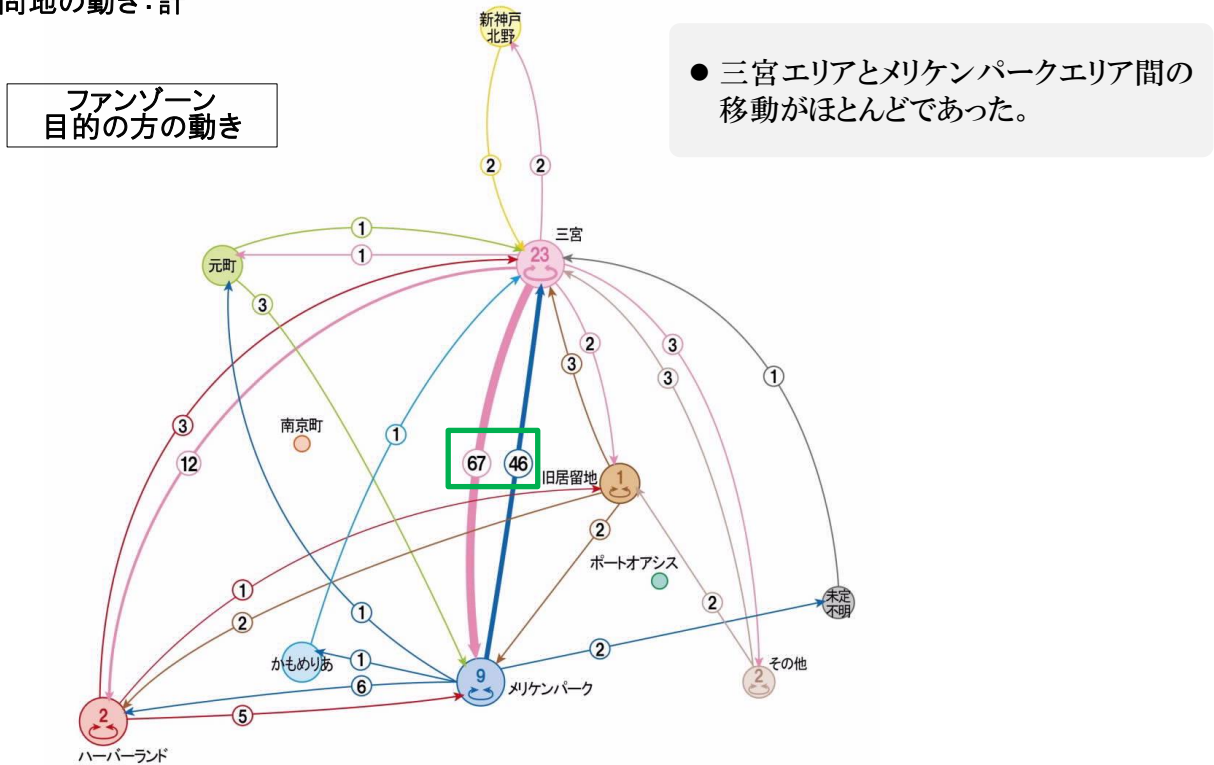 問地の動き:計
ファンゾーン
目的の方の動き
● 三宮エリアとメリケンパークエリア間の
移動がほとんどであった。
新神戸
北野
2
2
三宮
23
1
1
元町
3
2
3
3
3
1
3
12
南京町
1
67
46
旧居留地
1
2
ポートオアシス
1
2
1
2
未定
不明
かもめりあ
1
2
その他
2
6
9
メリケンパーク
5
2
ハーバーランド